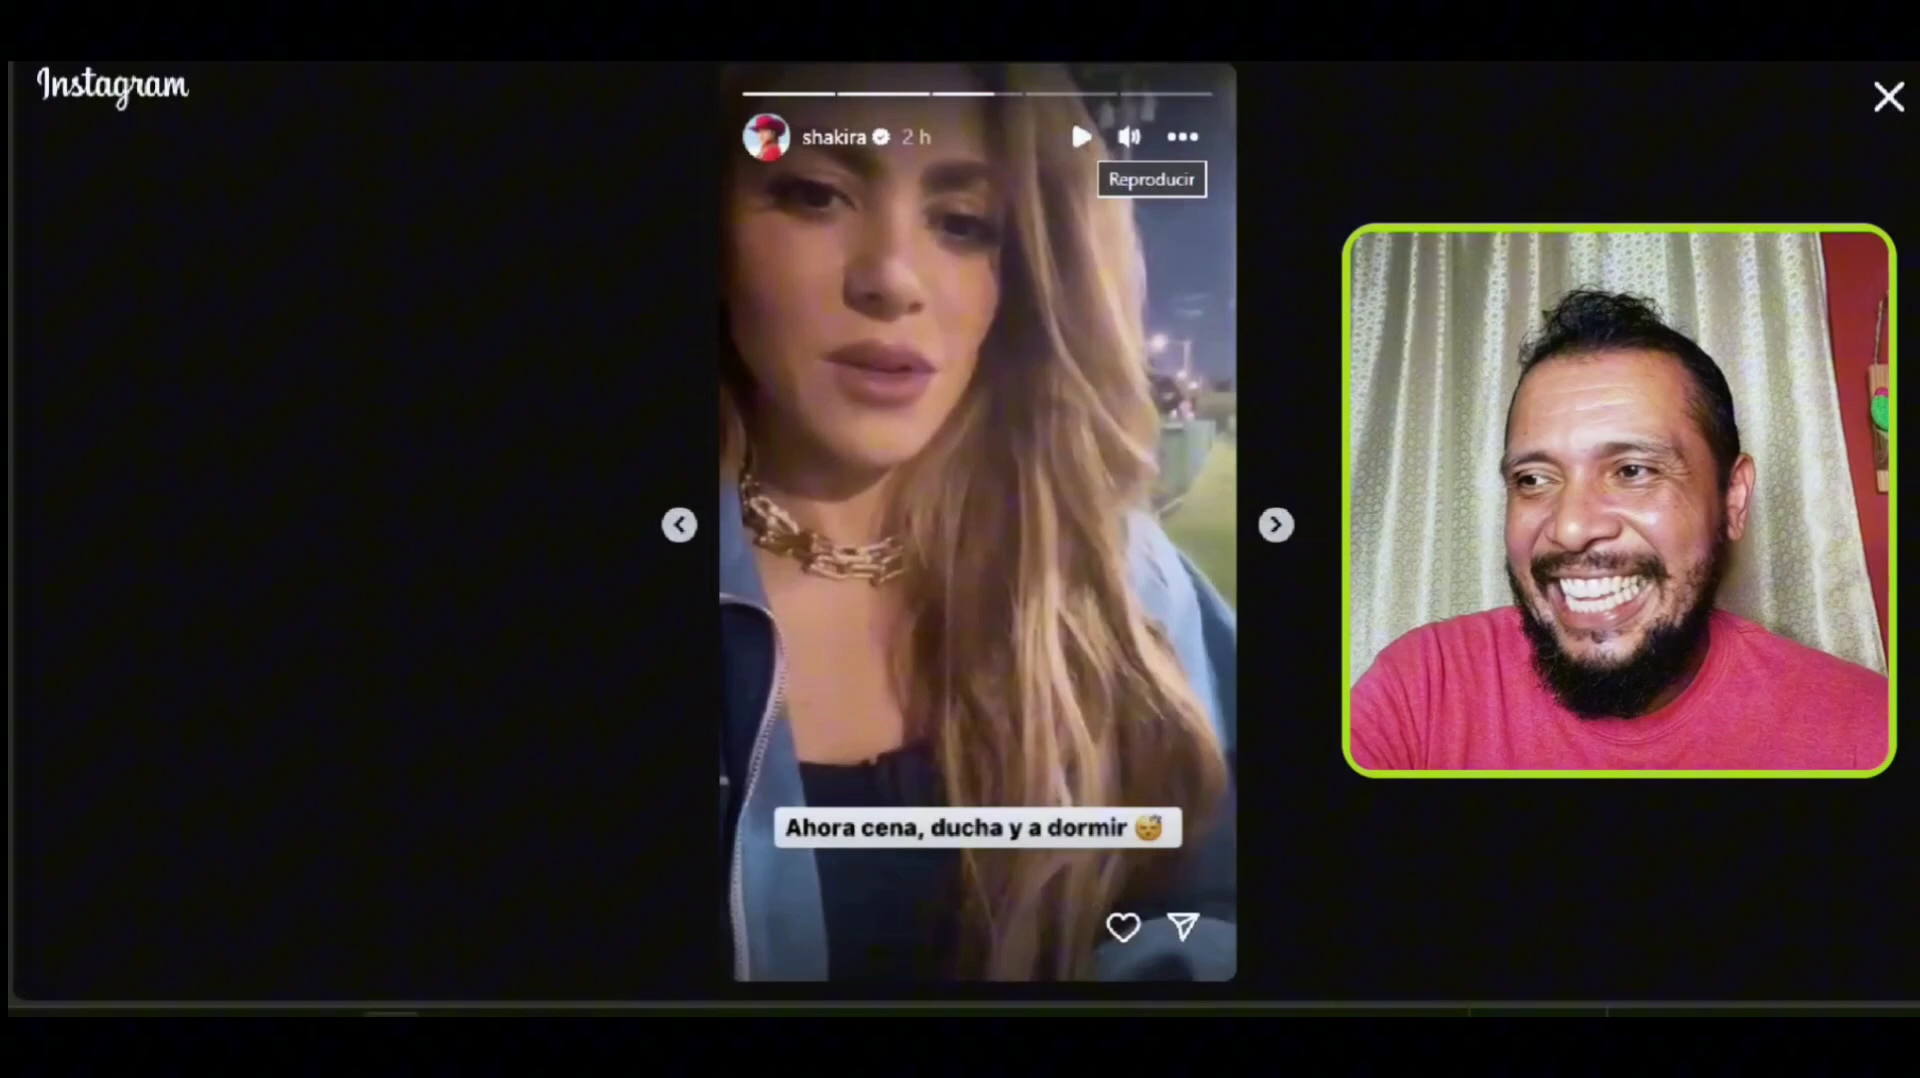 Instagram
shakira 2 h
Reproducir
Ahora cena, ducha y a dormir 😴